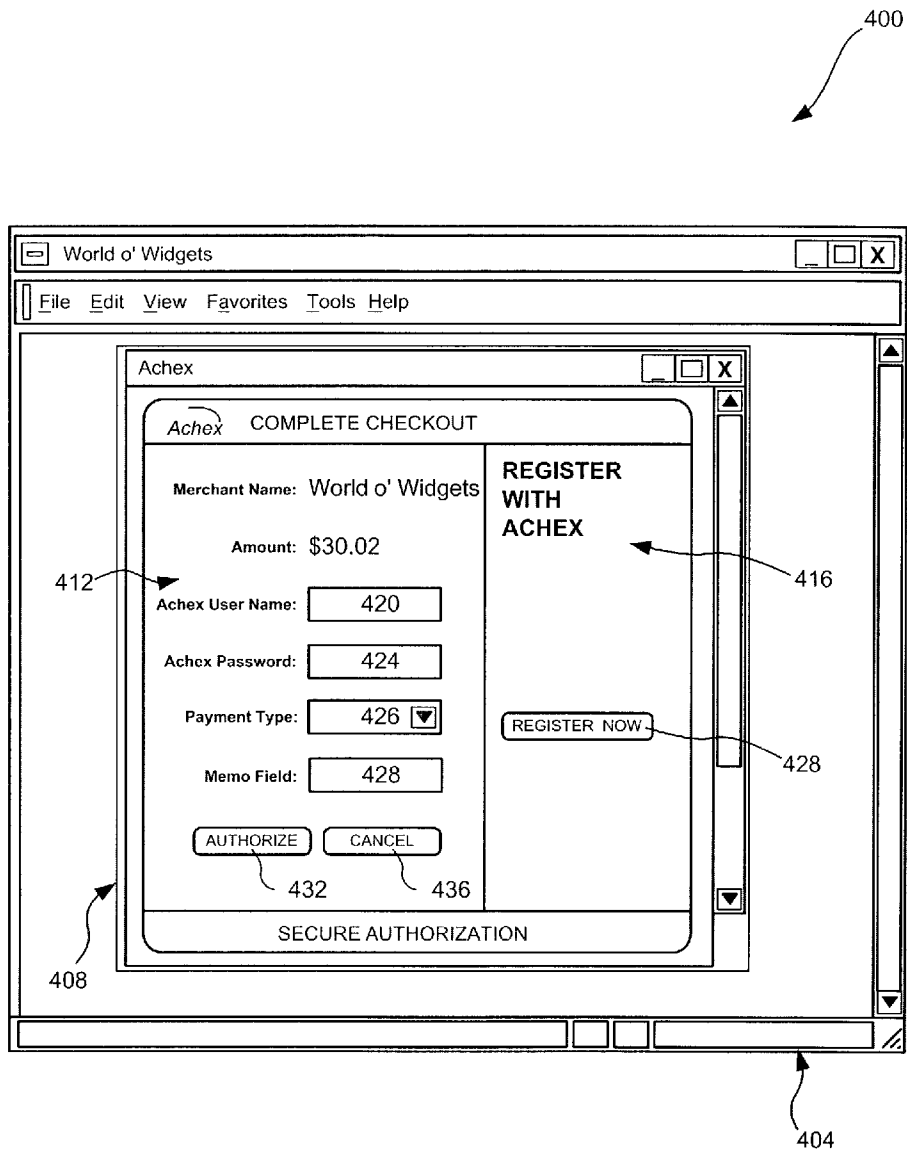 400
World o' Widgets
_ X
File Edit View Favorites Tools Help
Achex
_ X
Achex COMPLETE CHECKOUT
Merchant Name: World o' Widgets
Amount: $30.02
412
Achex User Name: 420
Achex Password: 424
Payment Type: 426
Memo Field: 428
AUTHORIZE CANCEL
432 436
REGISTER
WITH
ACHEX
416
REGISTER NOW
428
SECURE AUTHORIZATION
408
404